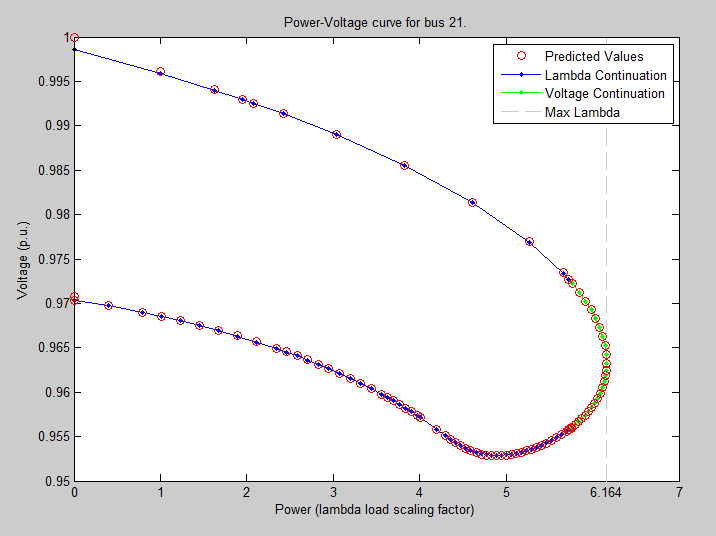 Power-Voltage curve for bus 21.
Predicted Values
Lambda Continuation
Voltage Continuation
Max Lambda
1
0.995
0.99
0.985
0.98
0.975
0.97
0.965
0.96
0.955
0.95
Voltage (p.u.)
0 1 2 3 4 5 6.164 7
Power (lambda load scaling factor)